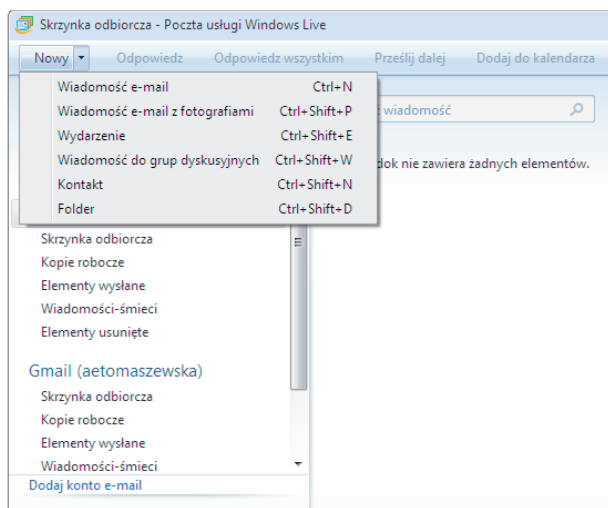 Skrzynka odbiorcza - Poczta usługi Windows Live
Nowy Odpowiedz Odpowiedz wszystkim Prześlij dalej Dodaj do kalendarza
Wiadomość e-mail Ctrl+N
Wiadomość e-mail z fotografiami Ctrl+Shift+P
wiadomość
Wydarzenie Ctrl+Shift+E
Wiadomość do grup dyskusyjnych Ctrl+Shift+W
dok nie zawiera żadnych elementów.
Kontakt Ctrl+Shift+N
Folder Ctrl+Shift+D
Skrzynka odbiorcza
Kopie robocze
Elementy wysłane
Wiadomości-śmieci
Elementy usunięte
Gmail (aetomaszewska)
Skrzynka odbiorcza
Kopie robocze
Elementy wysłane
Wiadomości-śmieci
Dodaj konto e-mail